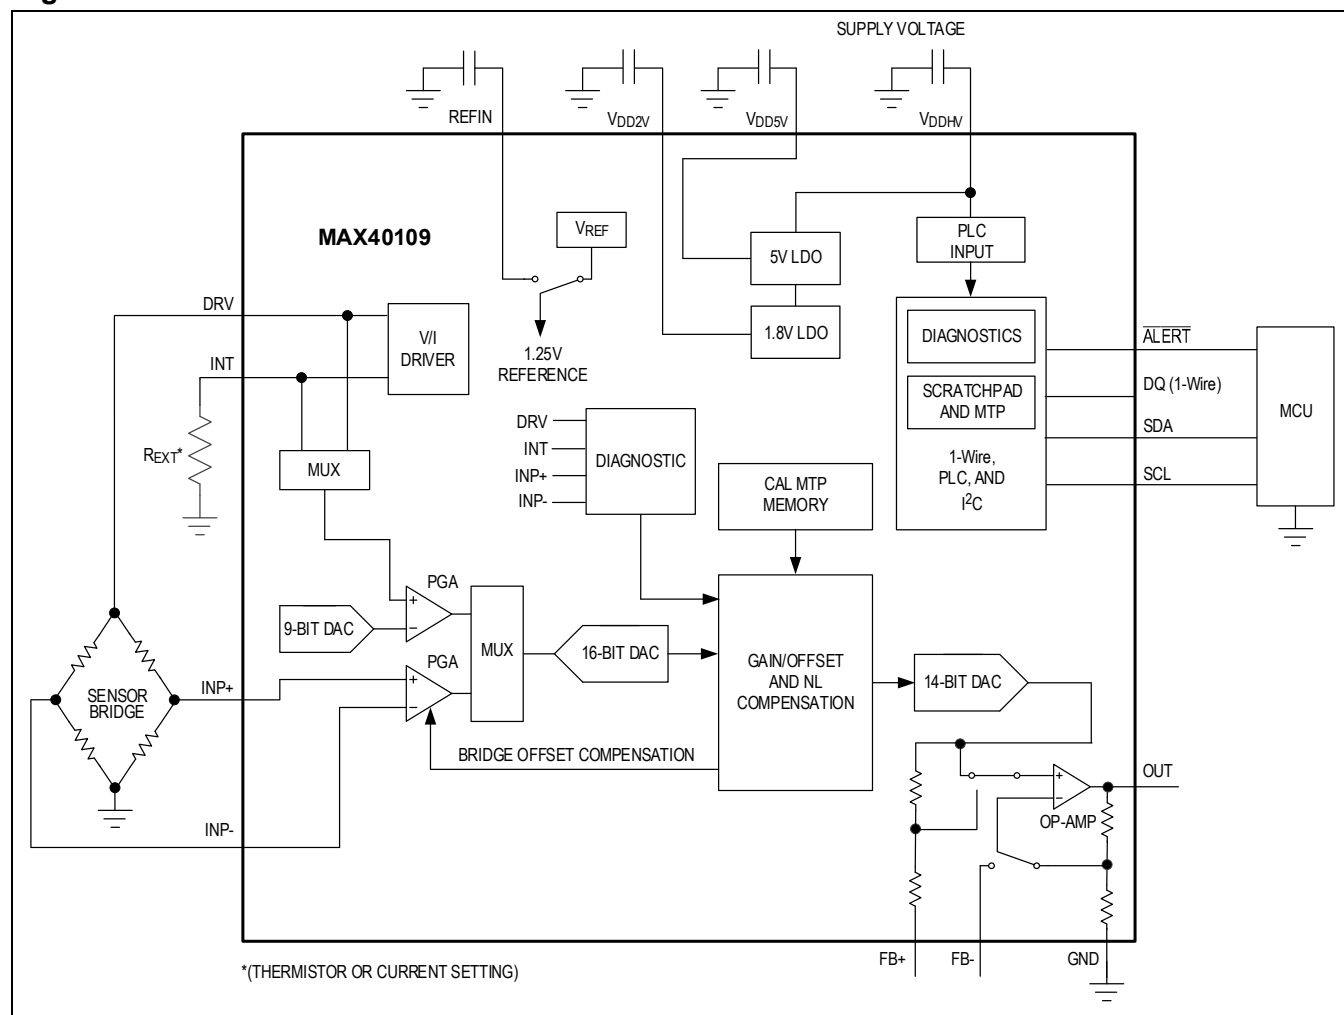 SUPPLY VOLTAGE
REFIN
VDD2V
VDD5V
VDDHV
MAX40109
VREF
5V LDO
1.8V LDO
PLC
INPUT
DRV
V/I
DRIVER
INT
1.25V
REFERENCE
DIAGNOSTICS
SCRATCHPAD
AND MTP
1-Wire,
PLC, AND
I²C
ALERT
DQ (1-Wire)
SDA
SCL
MCU
REXT*
MUX
DRV
INT
INP+
INP-
DIAGNOSTIC
CAL MTP
MEMORY
PGA
+
−
9-BIT DAC
MUX
16-BIT DAC
PGA
+
−
GAIN/OFFSET
AND NL
COMPENSATION
14-BIT DAC
SENSOR
BRIDGE
INP+
BRIDGE OFFSET COMPENSATION
INP-
+
−
OP-AMP
OUT
FB+
FB-
GND
*(THERMISTOR OR CURRENT SETTING)